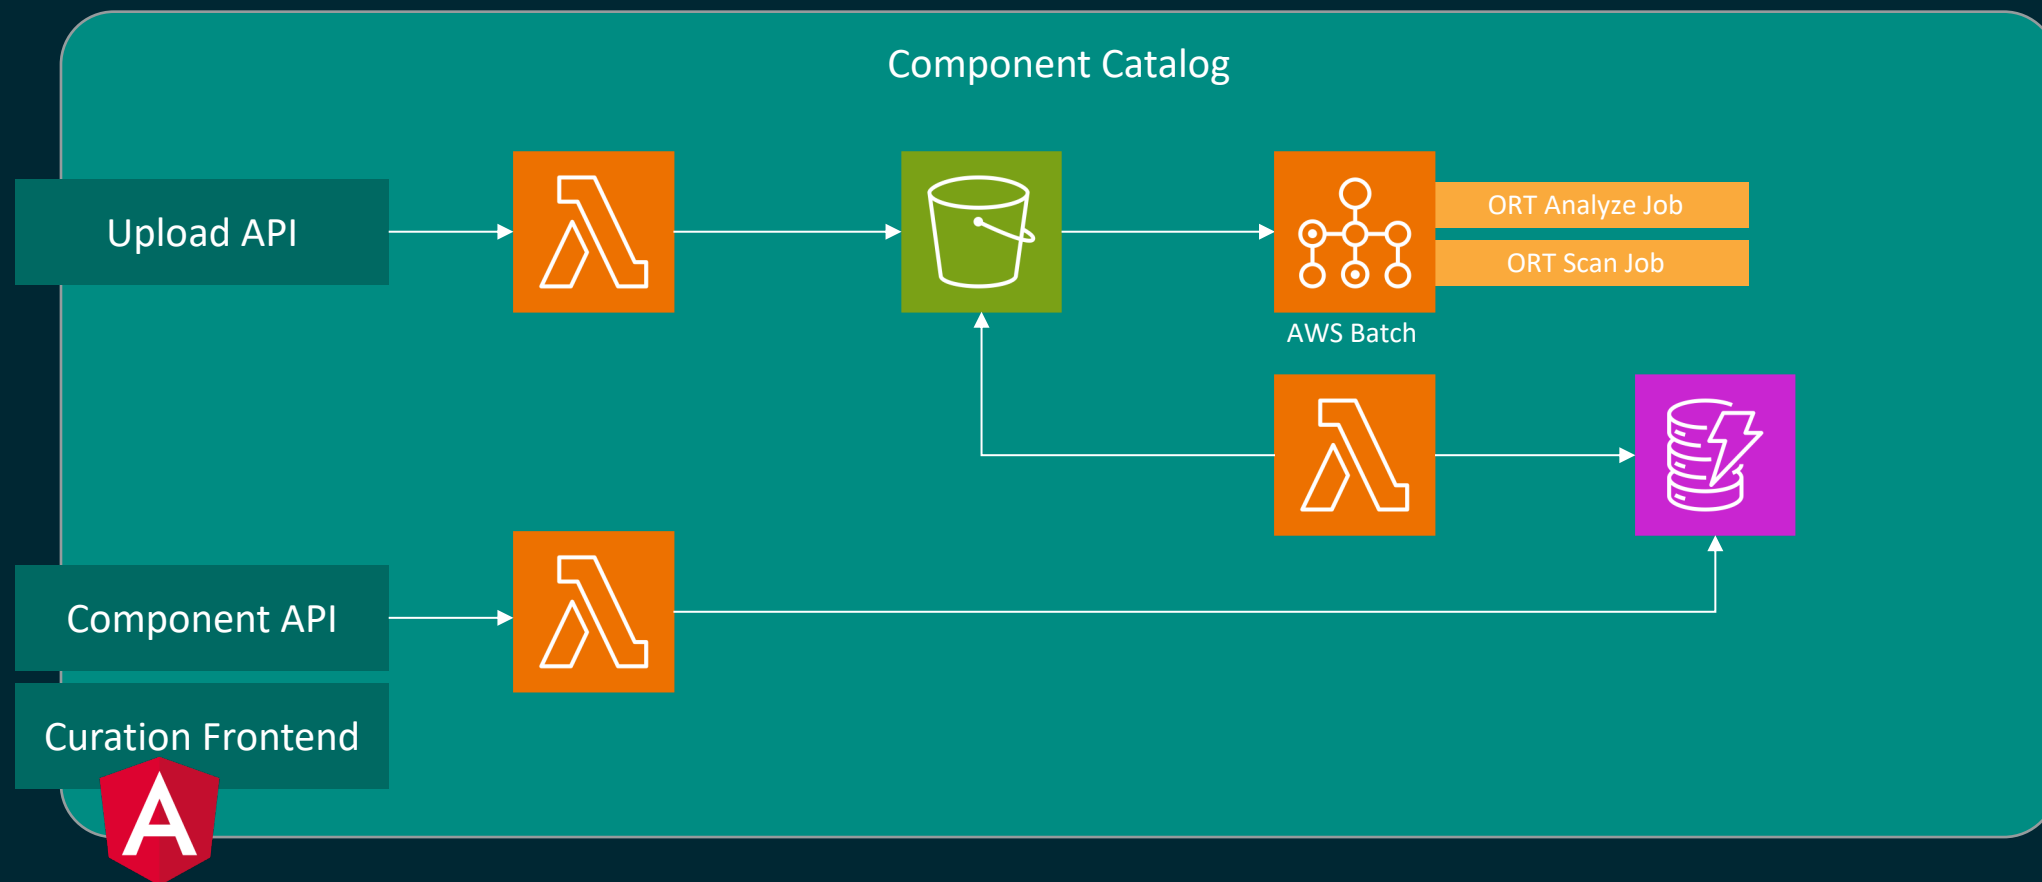 Component Catalog
Upload API
ORT Analyze Job
ORT Scan Job
AWS Batch
Component API
Curation Frontend
A